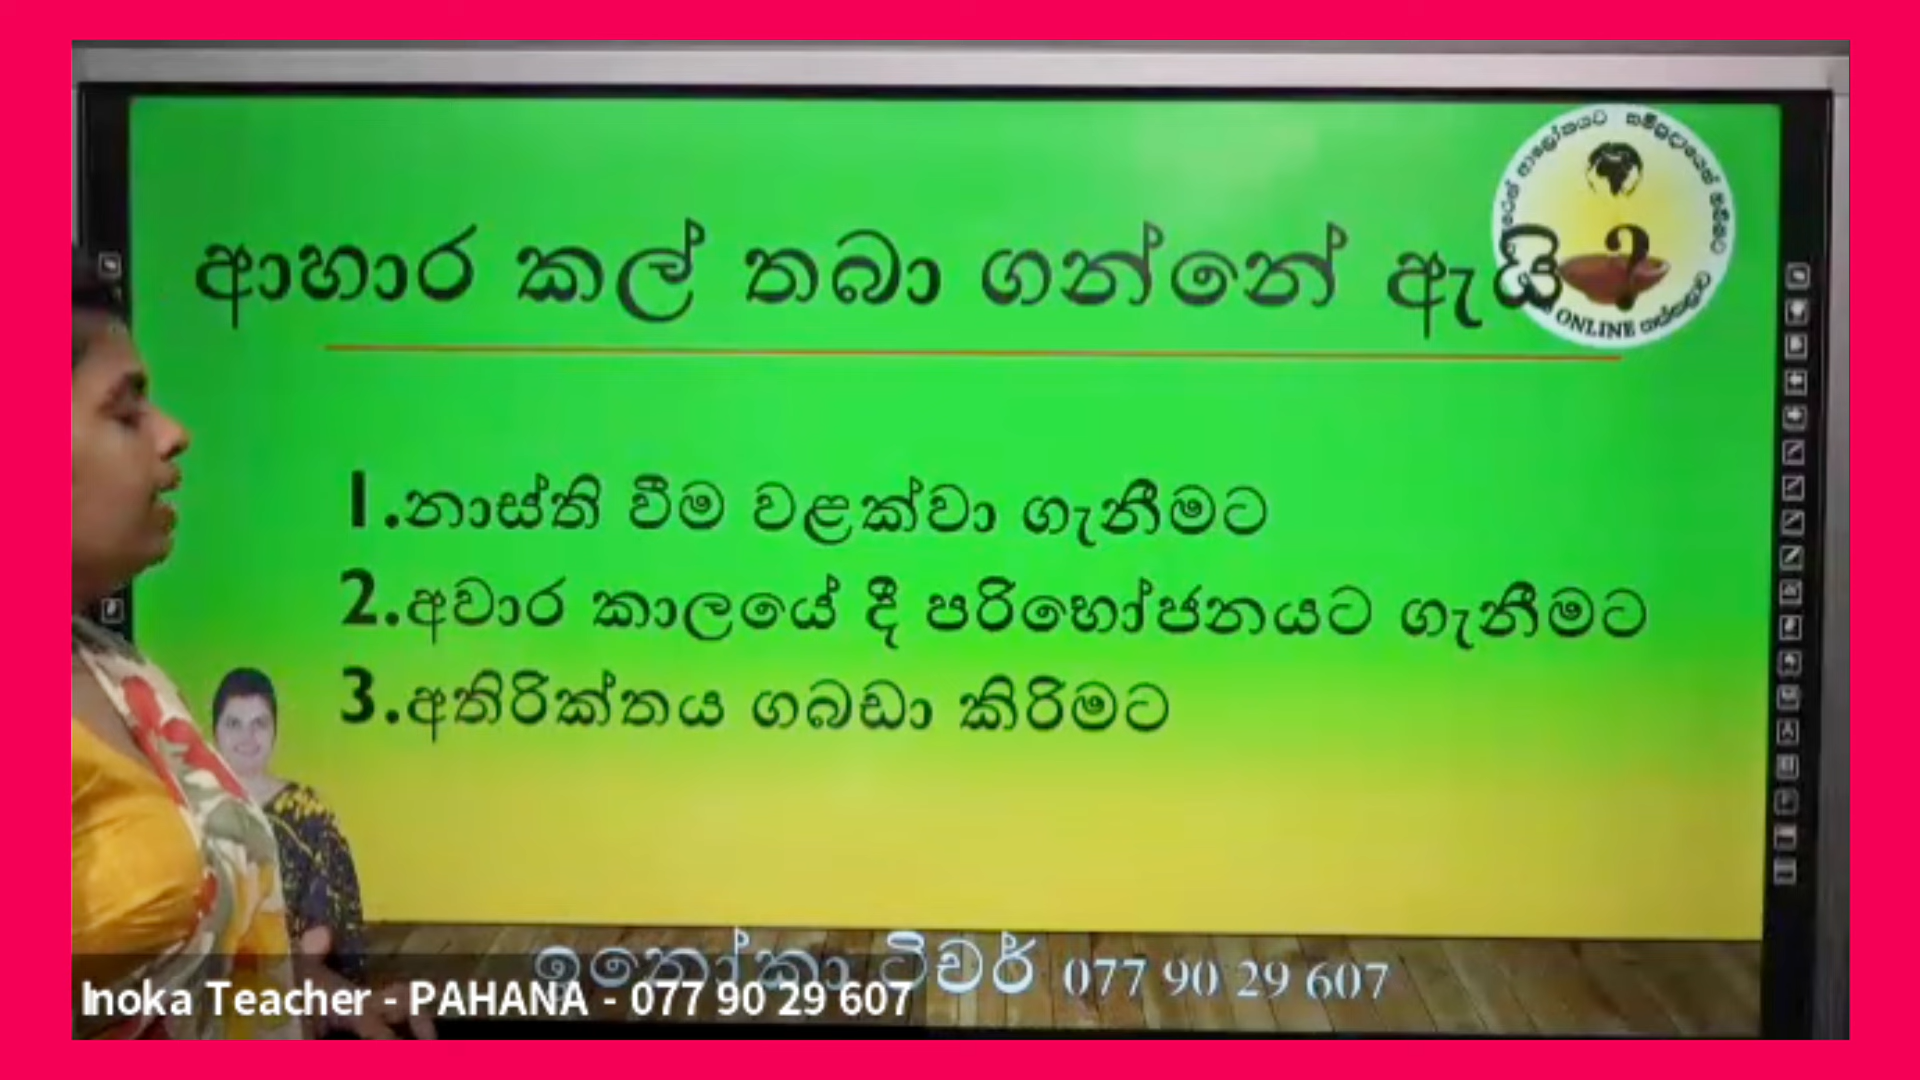 ආහාර කල් තබා ගන්නේ ඇයි ?
1.නාස්ති වීම වළක්වා ගැනීමට
2.අවාර කාලයේ දී පරිභෝජනයට ගැනීමට
3.අතිරික්තය ගබඩා කිරිමට
ONLINE
ඉනෝකා ටිචර් 077 90 29 607
Inoka Teacher - PAHANA - 077 90 29 607